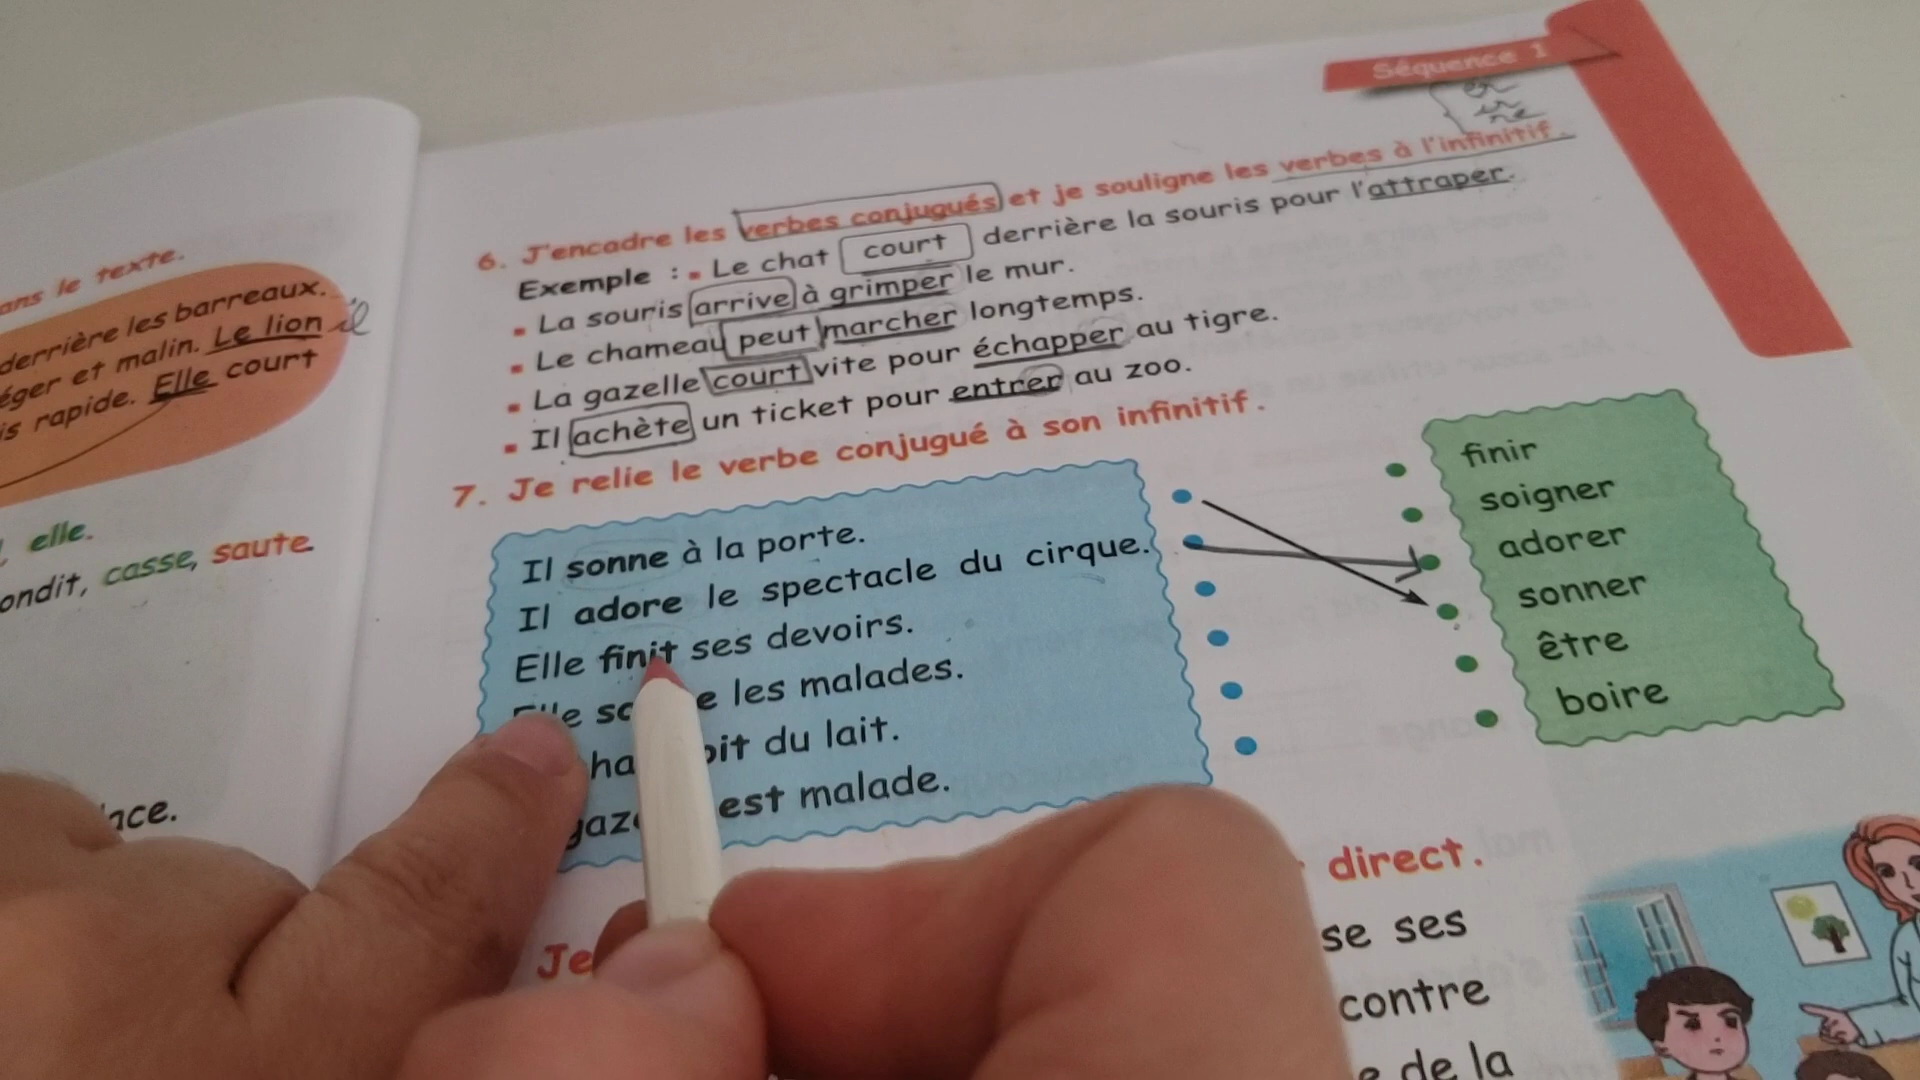 Séquence 1
er
ir
re
6. J'encadre les verbes conjugués et je souligne les verbes à l'infinitif.
Exemple : Le chat court derrière la souris pour l'attraper.
La souris arrive à grimper le mur.
Le chameau peut marcher longtemps.
La gazelle court vite pour échapper au tigre.
Il achète un ticket pour entrer au zoo.
7. Je relie le verbe conjugué à son infinitif.
Il sonne à la porte.
Il adore le spectacle du cirque.
Elle finit ses devoirs.
les malades.
du lait.
est malade.
finir
soigner
adorer
sonner
être
boire
Je
direct.
se ses
contre
de la
ans le texte.
derrière les barreaux.
éger et malin. Le lion il
is rapide. Elle court
elle.
ondit, casse, saute